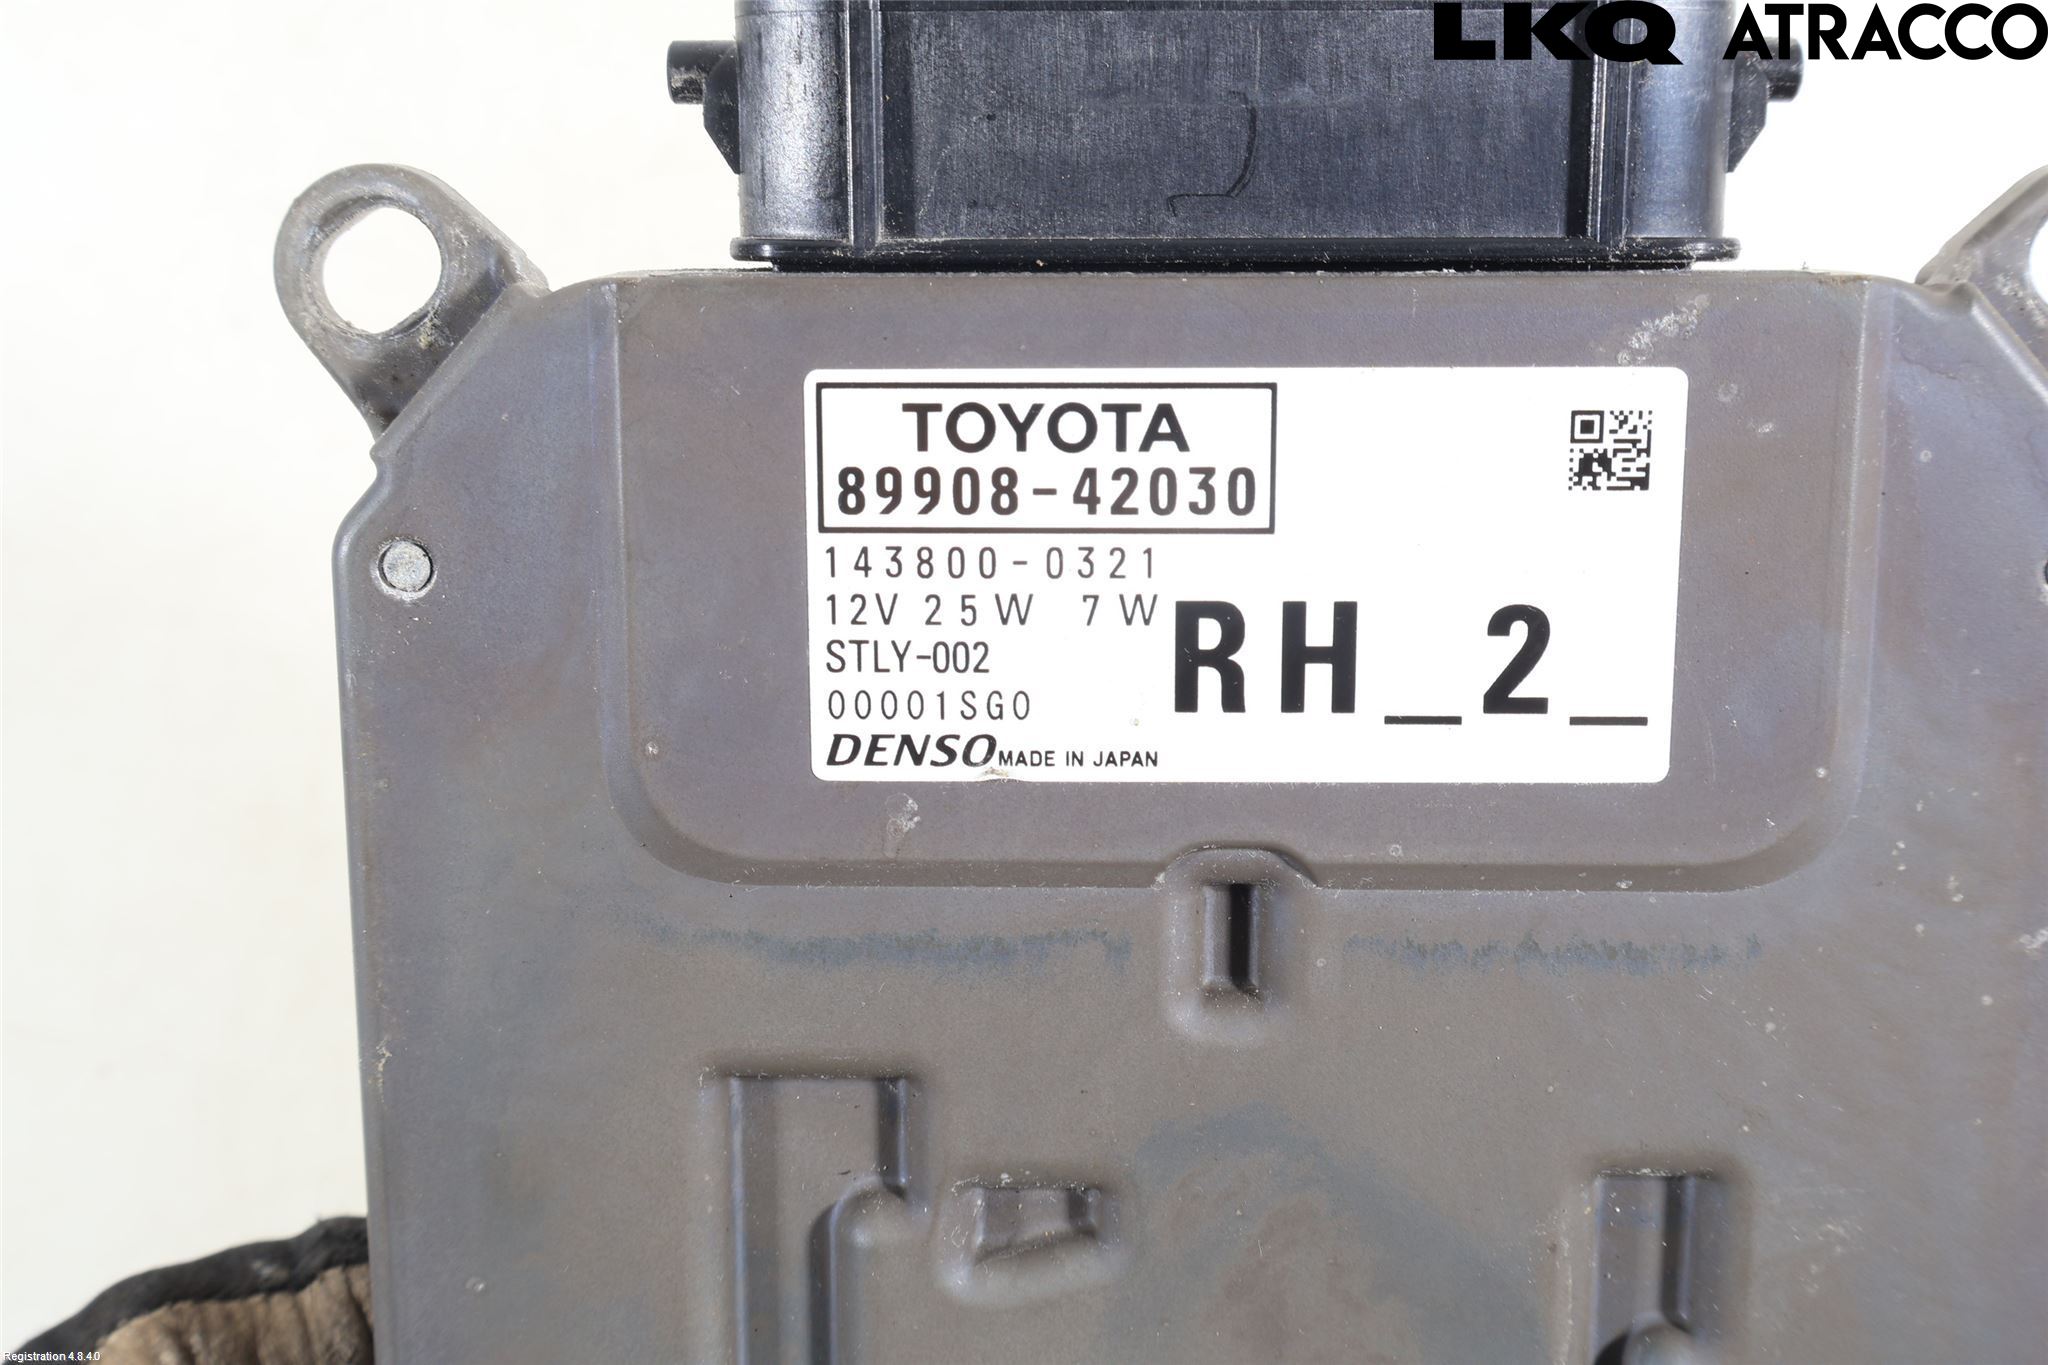 LKQ ATRACCO
TOYOTA
89908-42030
143800-0321
12V 25W 7W
STLY-002
00001SG0
RH_2_
DENSO MADE IN JAPAN
Registration 4.8.4.0